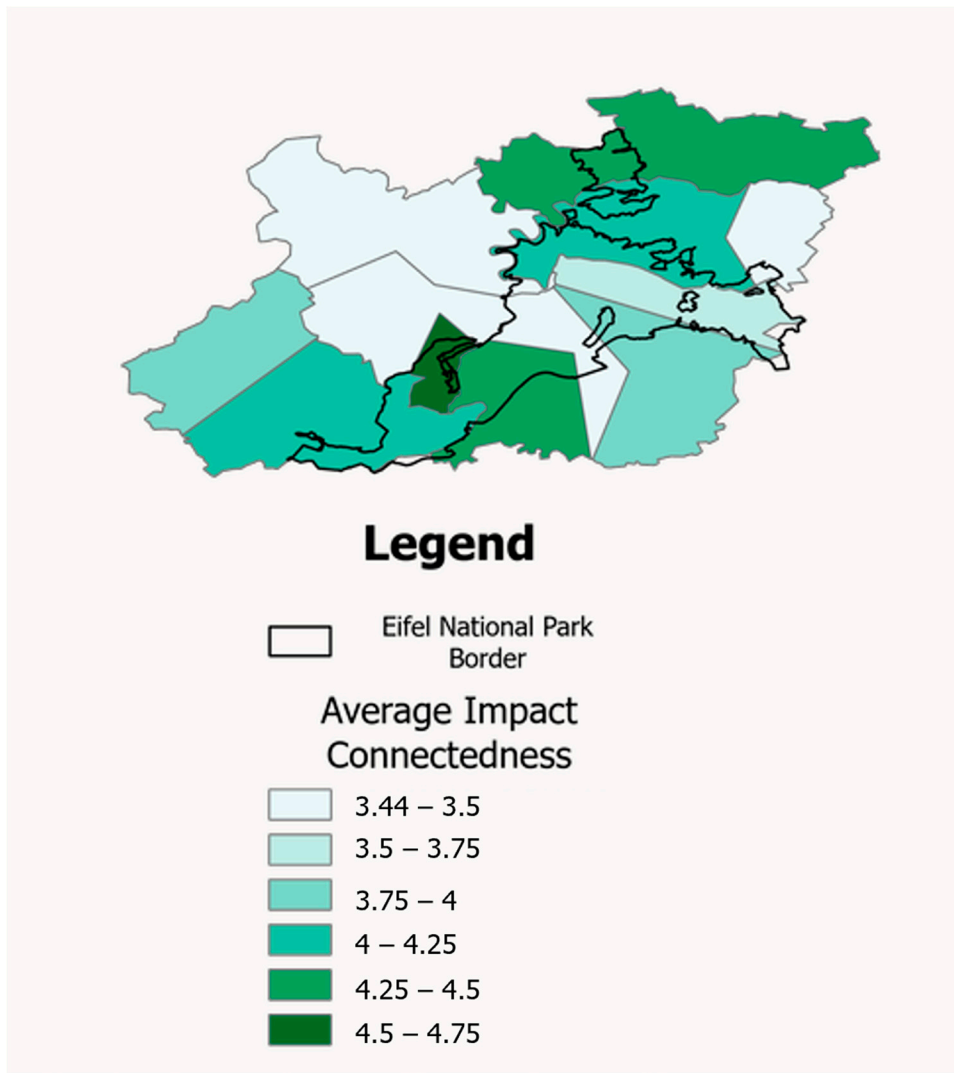 Legend
Eifel National Park
Border
Average Impact
Connectedness
3.44 – 3.5
3.5 – 3.75
3.75 – 4
4 – 4.25
4.25 – 4.5
4.5 – 4.75